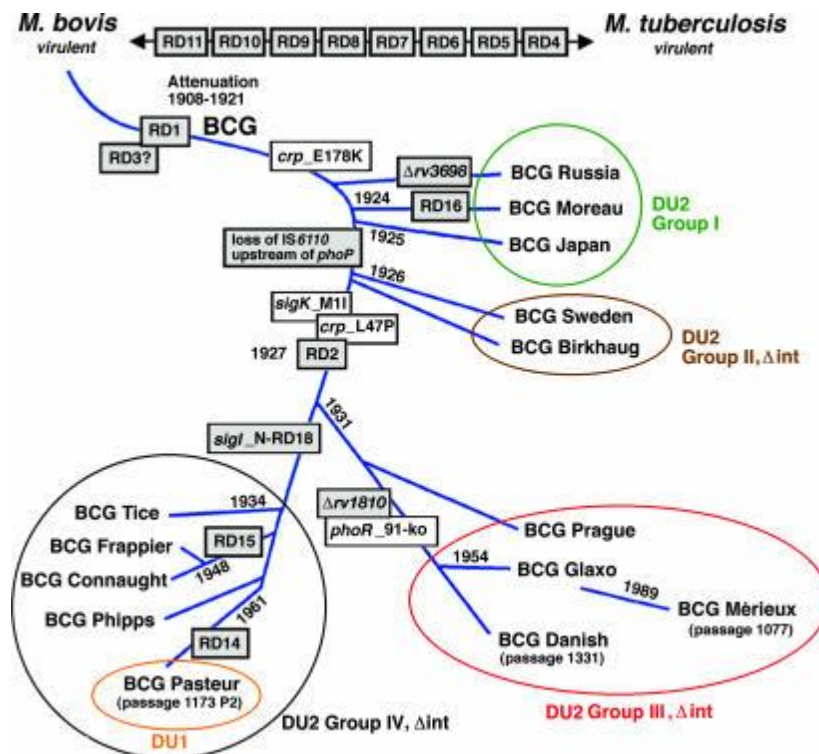 M. bovis
virulent
RD11 RD10 RD9 RD8 RD7 RD6 RD5 RD4
M. tuberculosis
virulent
Attenuation
1908-1921
RD1
BCG
RD3?
crp_E178K
Δrv3698
BCG Russia
1924
RD16
BCG Moreau
1925
BCG Japan
DU2
Group I
loss of IS6110
upstream of phoP
1926
sigK_M1I
crp_L47P
BCG Sweden
BCG Birkhaug
DU2
Group II, Δint
1927
RD2
1931
sigI_N-RD18
1934
BCG Tice
RD15
BCG Frappier
1948
BCG Connaught
BCG Phipps
1961
RD14
BCG Pasteur
(passage 1173 P2)
DU1
DU2 Group IV, Δint
Δrv1810
phoR_91-ko
BCG Prague
1954
BCG Glaxo
1989
BCG Mèrieux
(passage 1077)
BCG Danish
(passage 1331)
DU2 Group III, Δint